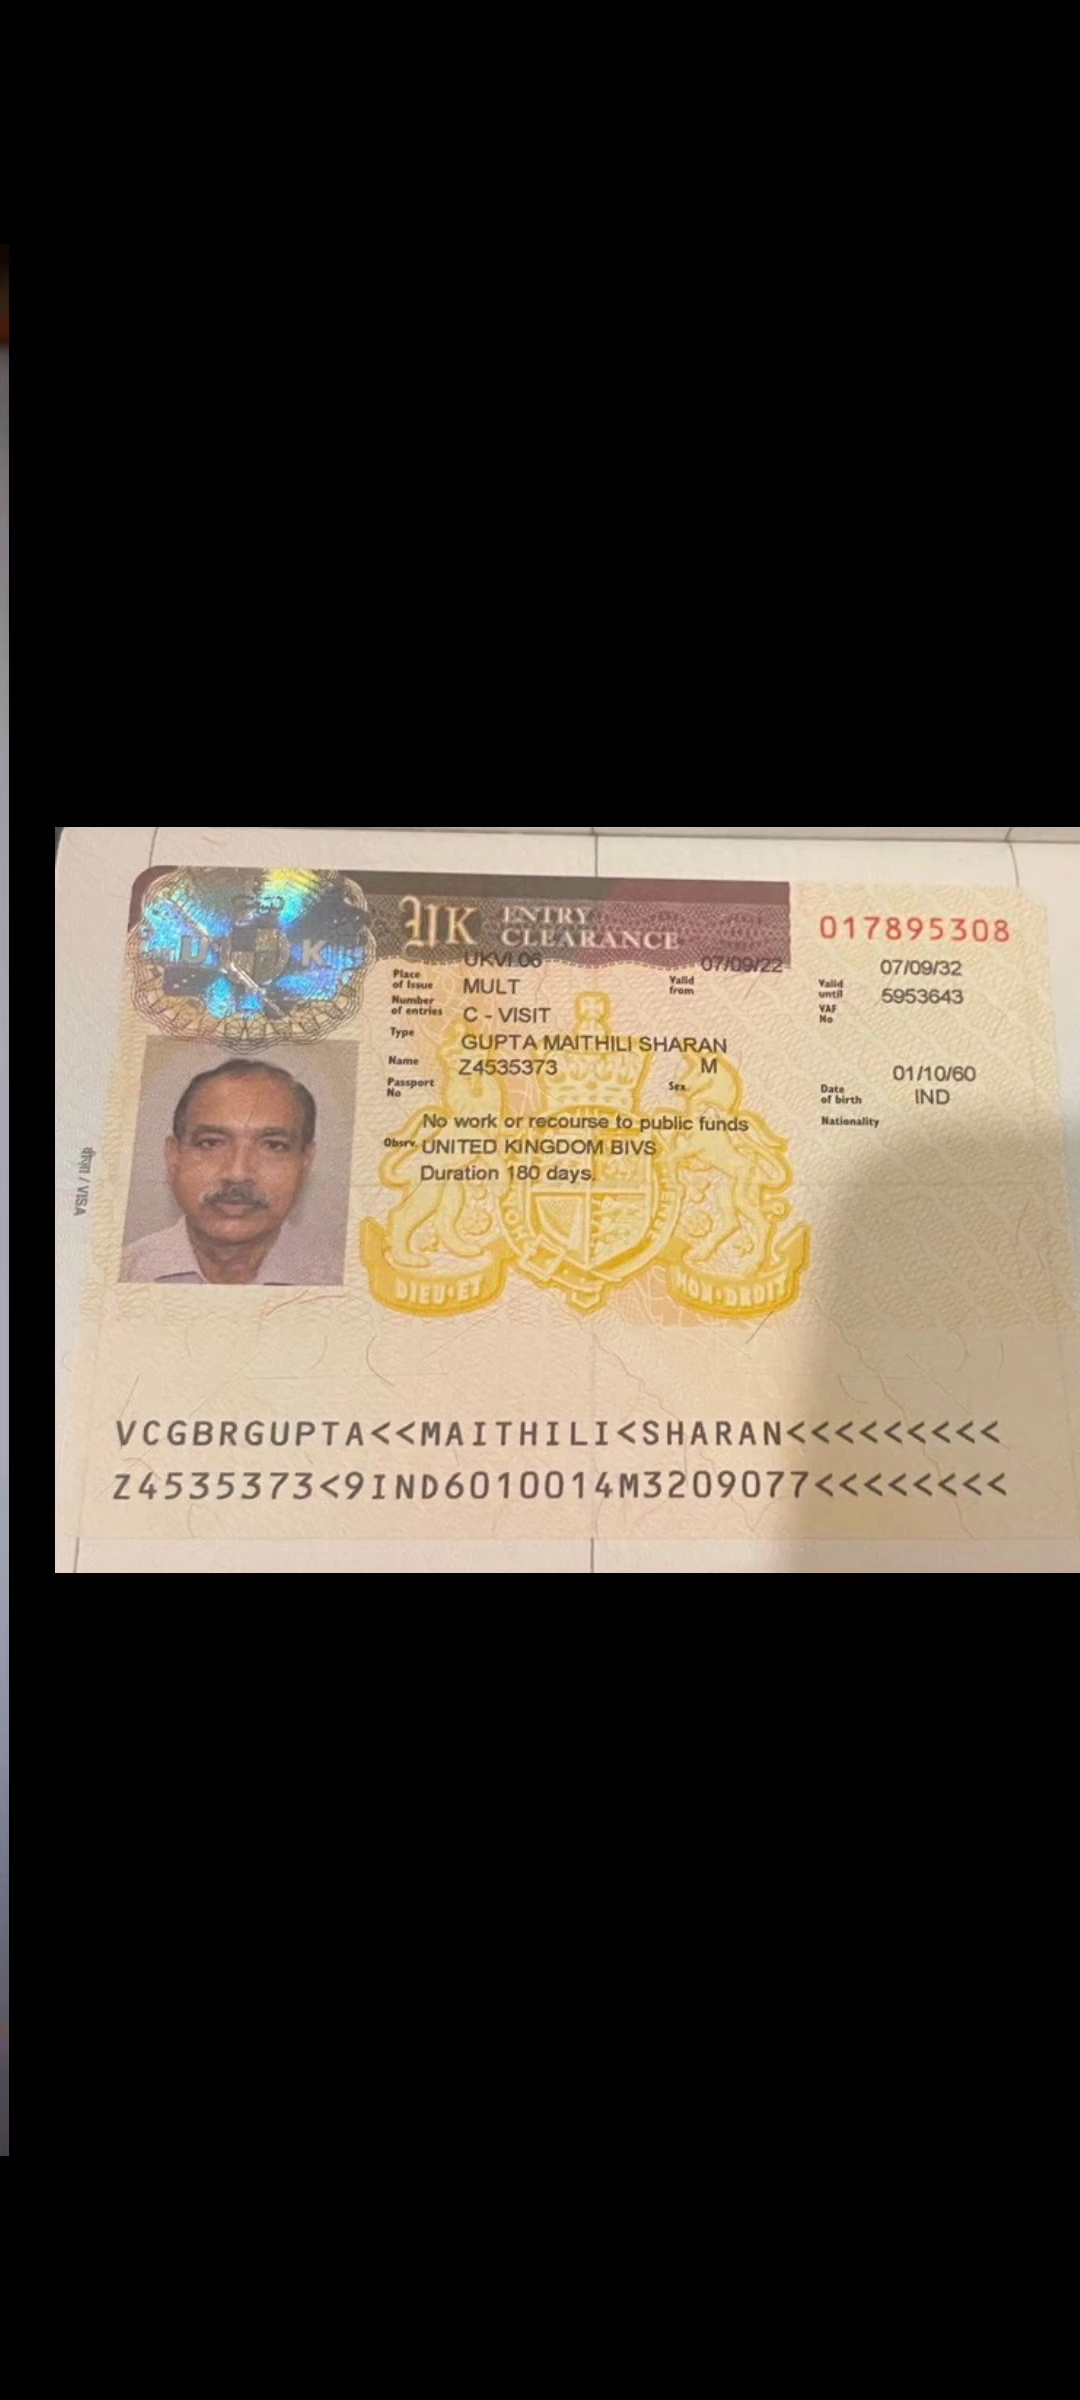 UK ENTRY CLEARANCE
017895308
Place of Issue UKVI 06 Valid from 07/09/22 Valid until 07/09/32
Number of entries MULT VAF No 5953643
Type C - VISIT
Name GUPTA MAITHILI SHARAN
Passport No Z4535373 Sex M Date of birth 01/10/60
Nationality IND
Obsrv. No work or recourse to public funds
UNITED KINGDOM BIVS
Duration 180 days.
U K
DIEU·ET MON·DROIT
वीज़ा / VISA
VCGBRGUPTA<<MAITHILI<SHARAN<<<<<<<<<
Z4535373<9IND6010014M3209077<<<<<<<<